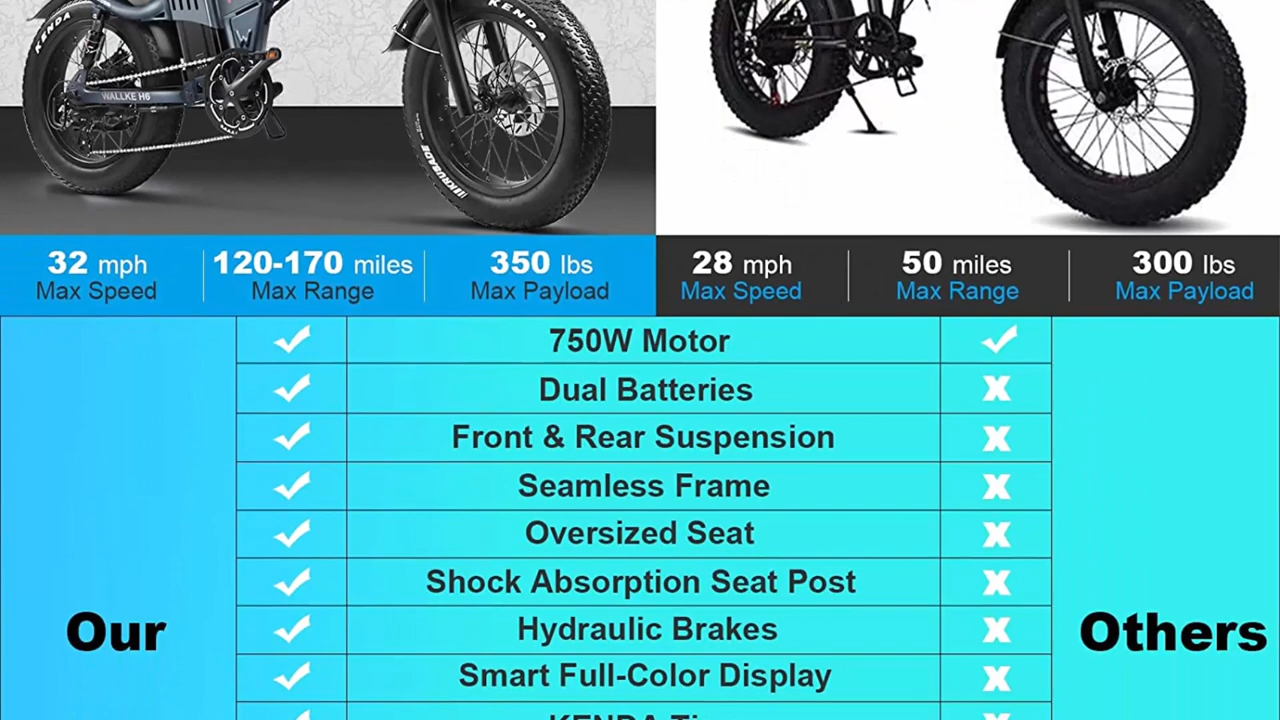 KENDA
KENDA
WALLKE H6
KRUSADE
32 mph
Max Speed
120-170 miles
Max Range
350 lbs
Max Payload
28 mph
Max Speed
50 miles
Max Range
300 lbs
Max Payload
750W Motor
Dual Batteries
Front & Rear Suspension
Seamless Frame
Oversized Seat
Shock Absorption Seat Post
Hydraulic Brakes
Smart Full-Color Display
Our
Others
KENDA